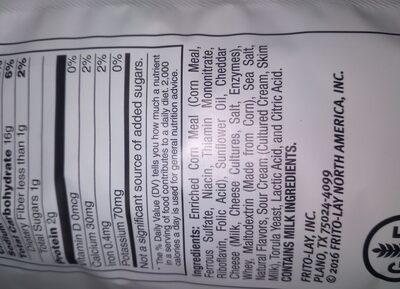 6%
Carbohydrate 16g
2%
Dietary Fiber less than 1g
Total Sugars 1g
Protein 2g
Vitamin D 0mcg 0%
Calcium 30mg 2%
Iron 0.4mg 2%
Potassium 70mg 0%
Not a significant source of added sugars.
* The % Daily Value (DV) tells you how much a nutrient
in a serving of food contributes to a daily diet. 2,000
calories a day is used for general nutrition advice.
Ingredients: Enriched Corn Meal (Corn Meal,
Ferrous Sulfate, Niacin, Thiamin Mononitrate,
Riboflavin, Folic Acid), Sunflower Oil, Cheddar
Cheese (Milk, Cheese Cultures, Salt, Enzymes),
Whey, Maltodextrin (Made from Corn), Sea Salt,
Natural Flavors, Sour Cream (Cultured Cream, Skim
Milk), Torula Yeast, Lactic Acid, and Citric Acid.
CONTAINS MILK INGREDIENTS.
FRITO-LAY, INC.
PLANO, TX 75024-4099
© 2016 FRITO-LAY NORTH AMERICA, INC.